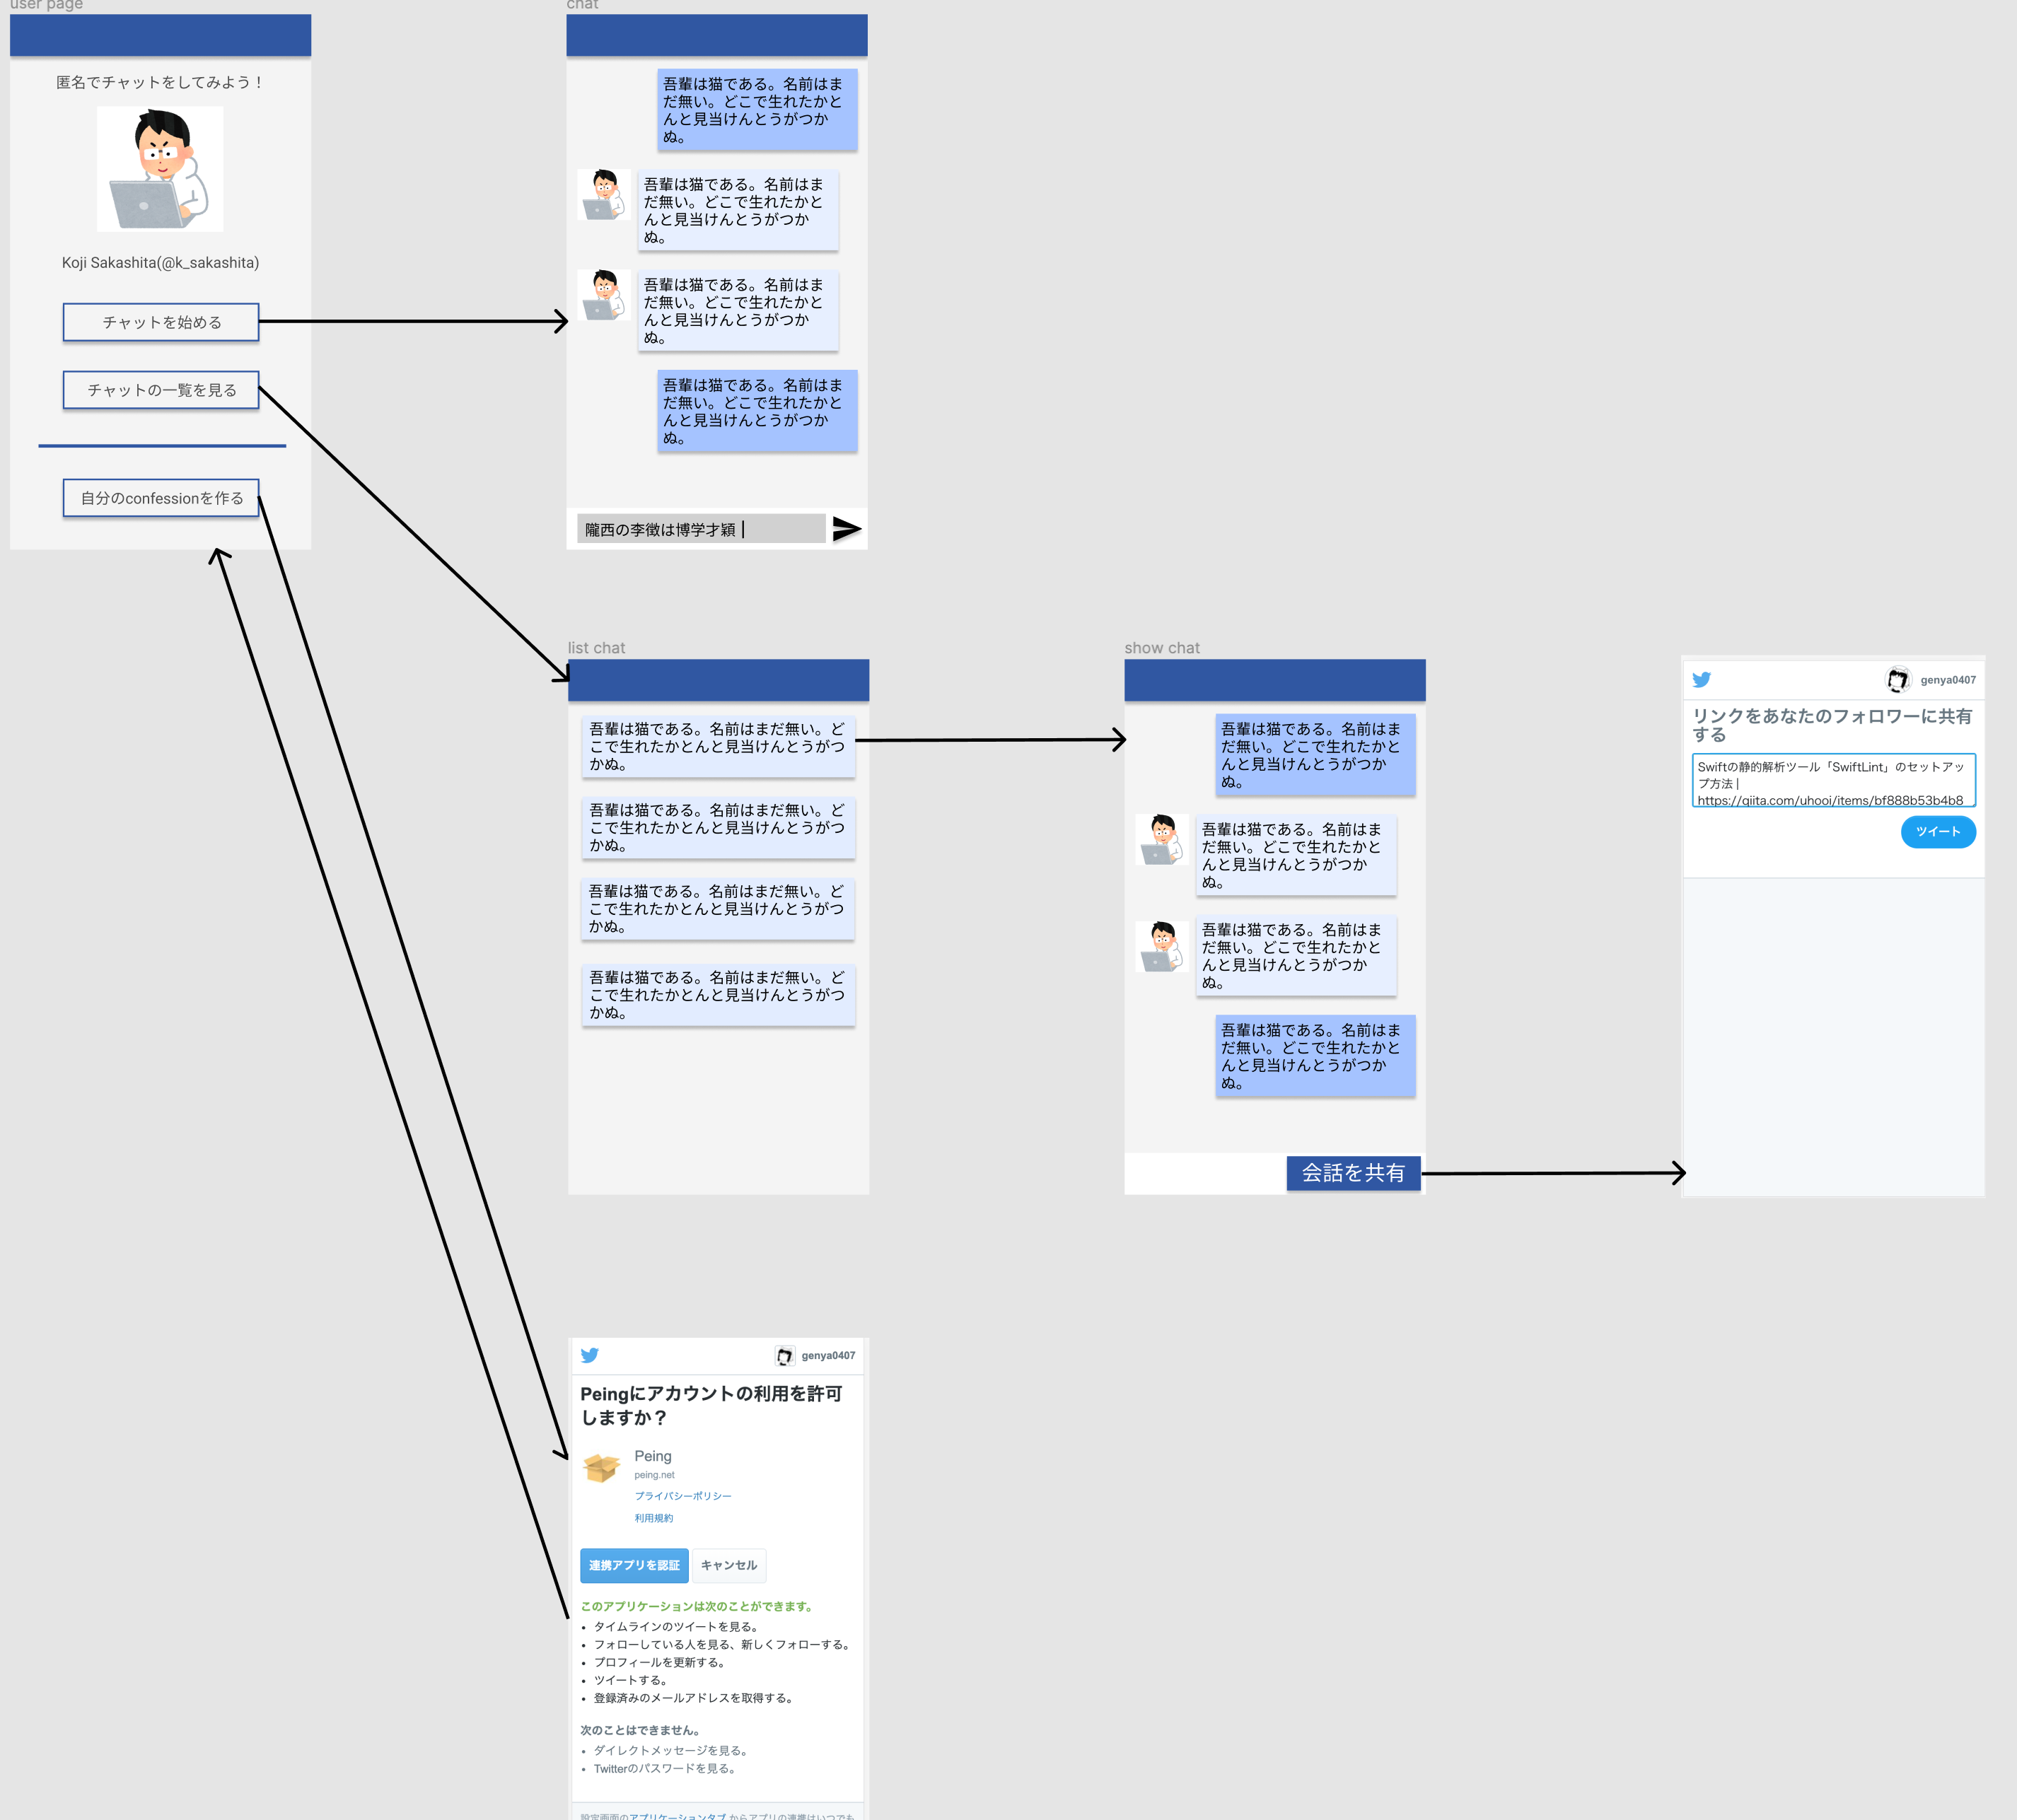 user page
匿名でチャットをしてみよう！
Koji Sakashita(@k_sakashita)
チャットを始める
チャットの一覧を見る
自分のconfessionを作る
chat
吾輩は猫である。名前はま
だ無い。どこで生れたかと
んと見当けんとうがつか
ぬ。
吾輩は猫である。名前はま
だ無い。どこで生れたかと
んと見当けんとうがつか
ぬ。
吾輩は猫である。名前はま
だ無い。どこで生れたかと
んと見当けんとうがつか
ぬ。
吾輩は猫である。名前はま
だ無い。どこで生れたかと
んと見当けんとうがつか
ぬ。
隴西の李徴は博学才穎
list chat
吾輩は猫である。名前はまだ無い。ど
こで生れたかとんと見当けんとうがつ
かぬ。
吾輩は猫である。名前はまだ無い。ど
こで生れたかとんと見当けんとうがつ
かぬ。
吾輩は猫である。名前はまだ無い。ど
こで生れたかとんと見当けんとうがつ
かぬ。
吾輩は猫である。名前はまだ無い。ど
こで生れたかとんと見当けんとうがつ
かぬ。
show chat
吾輩は猫である。名前はま
だ無い。どこで生れたかと
んと見当けんとうがつか
ぬ。
吾輩は猫である。名前はま
だ無い。どこで生れたかと
んと見当けんとうがつか
ぬ。
吾輩は猫である。名前はま
だ無い。どこで生れたかと
んと見当けんとうがつか
ぬ。
吾輩は猫である。名前はま
だ無い。どこで生れたかと
んと見当けんとうがつか
ぬ。
会話を共有
genya0407
リンクをあなたのフォロワーに共有
する
Swiftの静的解析ツール「SwiftLint」のセットアッ
プ方法 |
https://qiita.com/uhooi/items/bf888b53b4b8
ツイート
genya0407
Peingにアカウントの利用を許可
しますか？
Peing
peing.net
プライバシーポリシー
利用規約
連携アプリを認証 キャンセル
このアプリケーションは次のことができます。
• タイムラインのツイートを見る。
• フォローしている人を見る、新しくフォローする。
• プロフィールを更新する。
• ツイートする。
• 登録済みのメールアドレスを取得する。
次のことはできません。
• ダイレクトメッセージを見る。
• Twitterのパスワードを見る。
設定画面のアプリケーションタブ からアプリの連携はいつでも